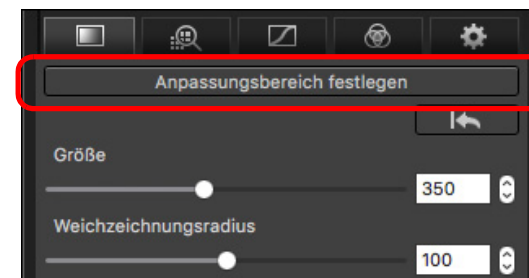 Anpassungsbereich festlegen
Größe
350
Weichzeichnungsradius
100